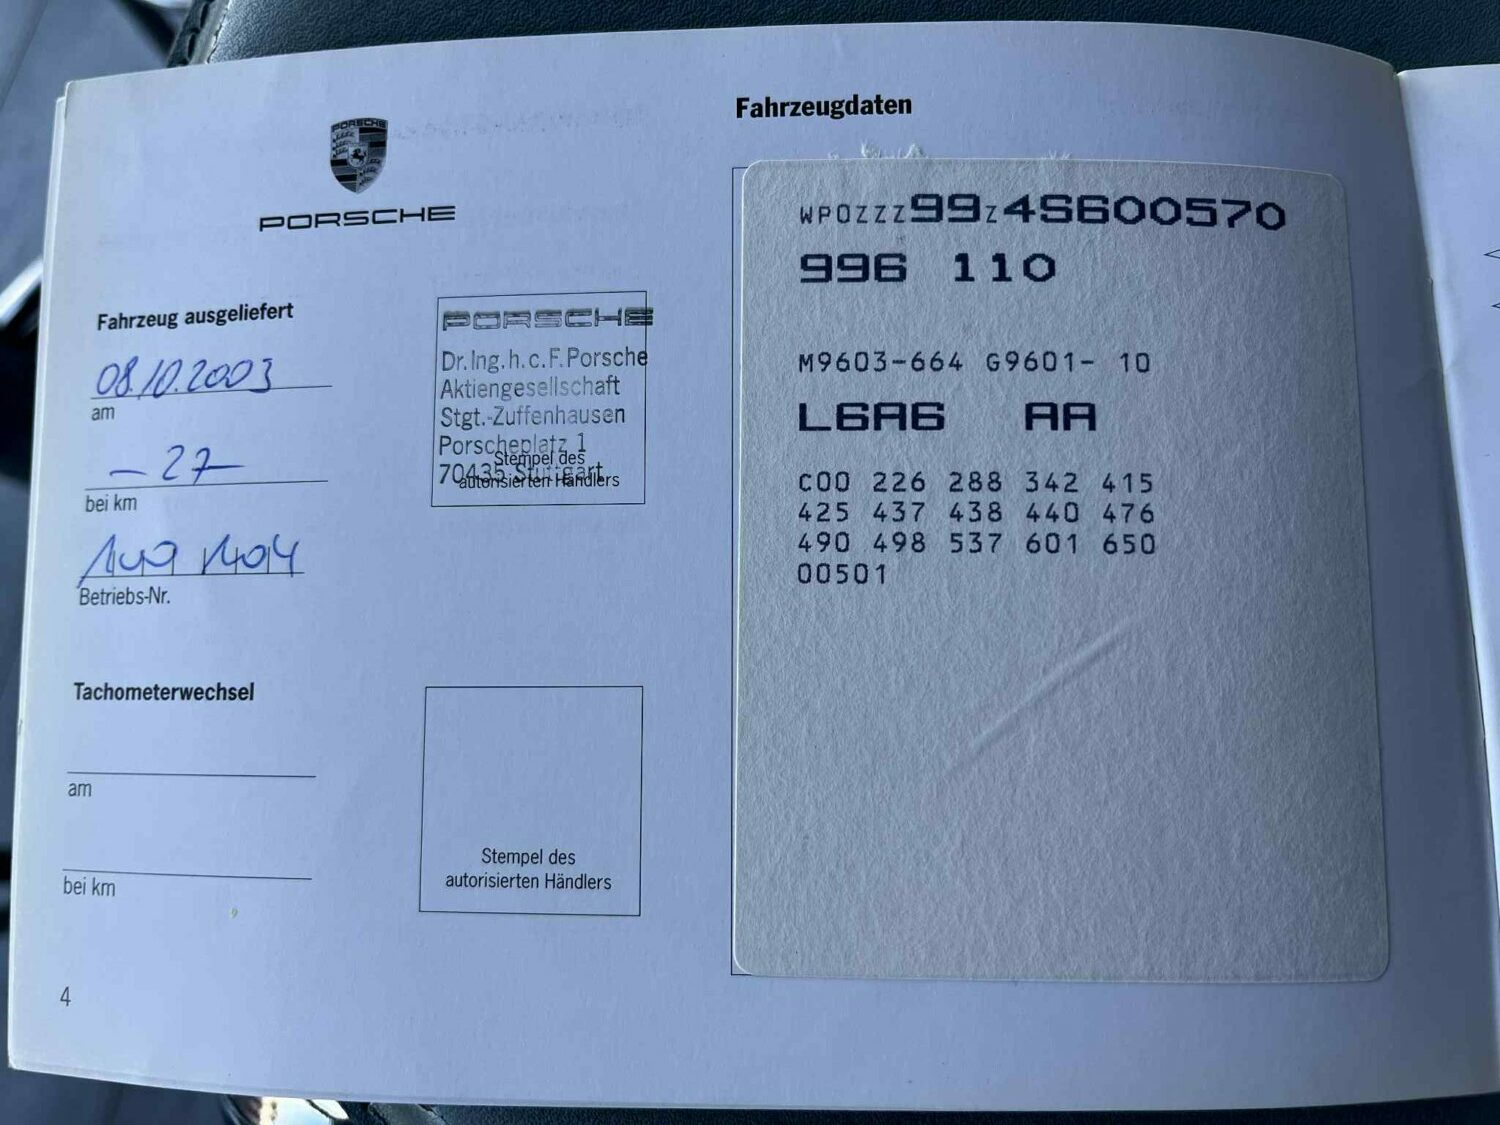 PORSCHE
PORSCHE
Fahrzeug ausgeliefert
08.10.2003
am
- 27 -
bei km
Betriebs-Nr.
PORSCHE
Dr.Ing.h.c.F.Porsche
Aktiengesellschaft
Stgt.-Zuffenhausen
Porscheplatz 1
70435 Stuttgart
Stempel des
autorisierten Händlers
Tachometerwechsel
am
bei km
Stempel des
autorisierten Händlers
4
Fahrzeugdaten
WP0ZZZ99Z4S600570
996 110
M9603-664 G9601- 10
L6A6 AA
C00 226 288 342 415
425 437 438 440 476
490 498 537 601 650
00501